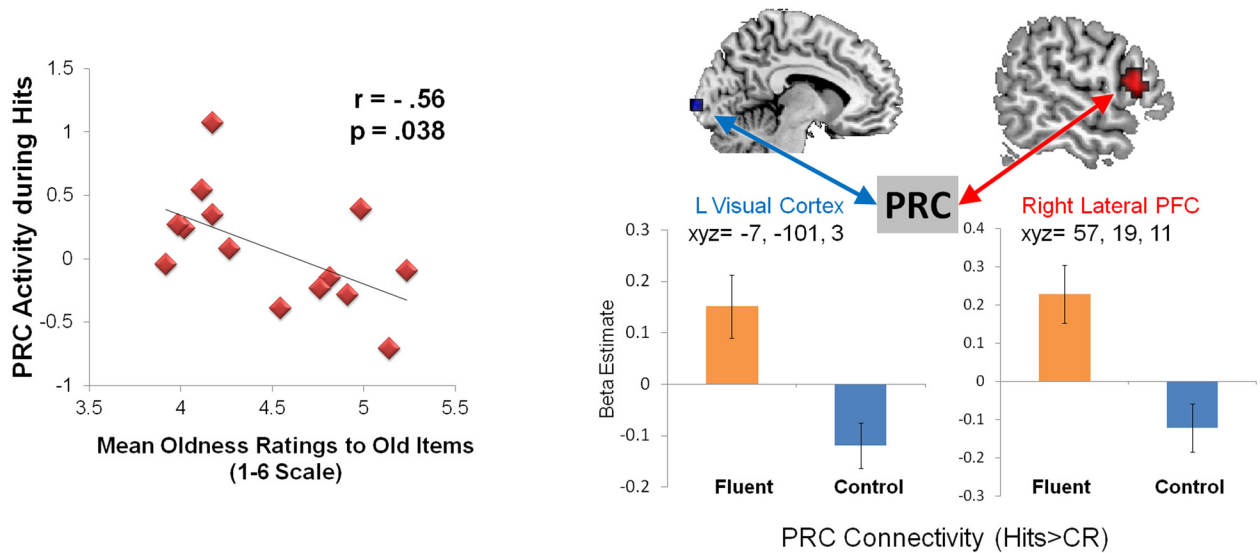 PRC Activity during Hits
1.5
1
0.5
0
-0.5
-1
r = - .56
p = .038
3.5 4 4.5 5 5.5
Mean Oldness Ratings to Old Items
(1-6 Scale)
PRC
L Visual Cortex
xyz= -7, -101, 3
Right Lateral PFC
xyz= 57, 19, 11
Beta Estimate
0.3
0.2
0.1
0
-0.1
-0.2
Fluent Control
0.4
0.3
0.2
0.1
0
-0.1
-0.2
-0.3
Fluent Control
PRC Connectivity (Hits>CR)